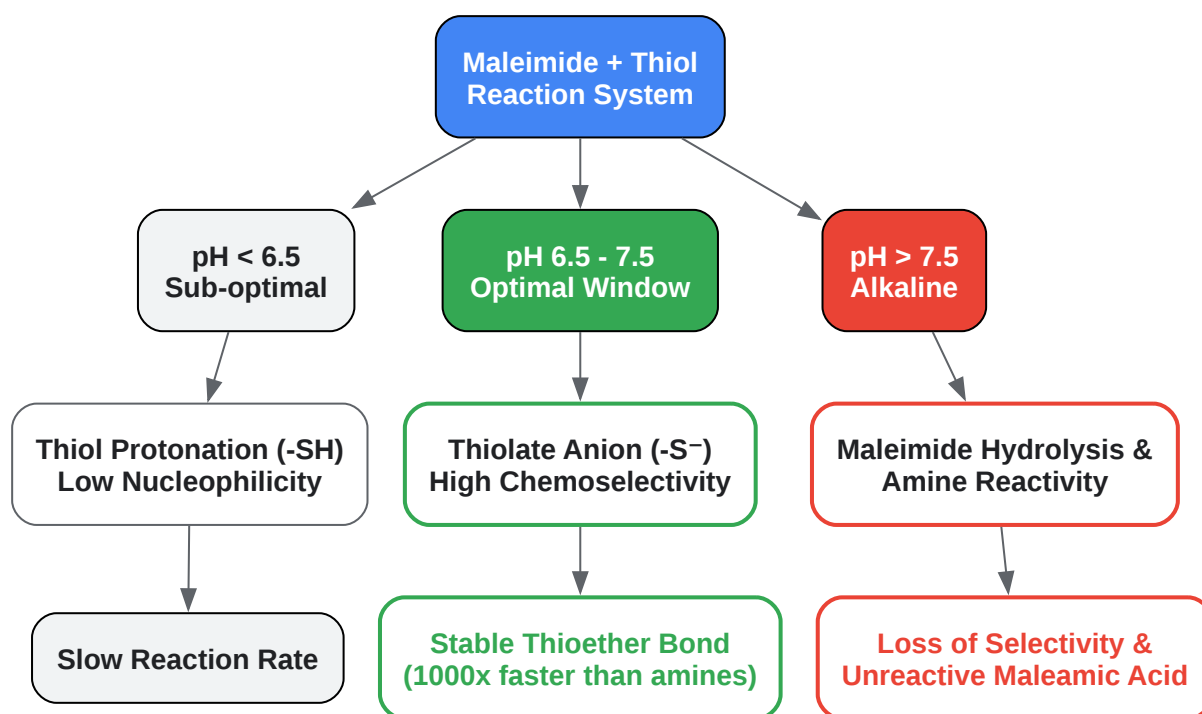 Maleimide + Thiol
Reaction System
pH < 6.5
Sub-optimal
pH 6.5 - 7.5
Optimal Window
pH > 7.5
Alkaline
Thiol Protonation (-SH)
Low Nucleophilicity
Thiolate Anion (-S⁻)
High Chemoselectivity
Maleimide Hydrolysis &
Amine Reactivity
Slow Reaction Rate
Stable Thioether Bond
(1000x faster than amines)
Loss of Selectivity &
Unreactive Maleamic Acid